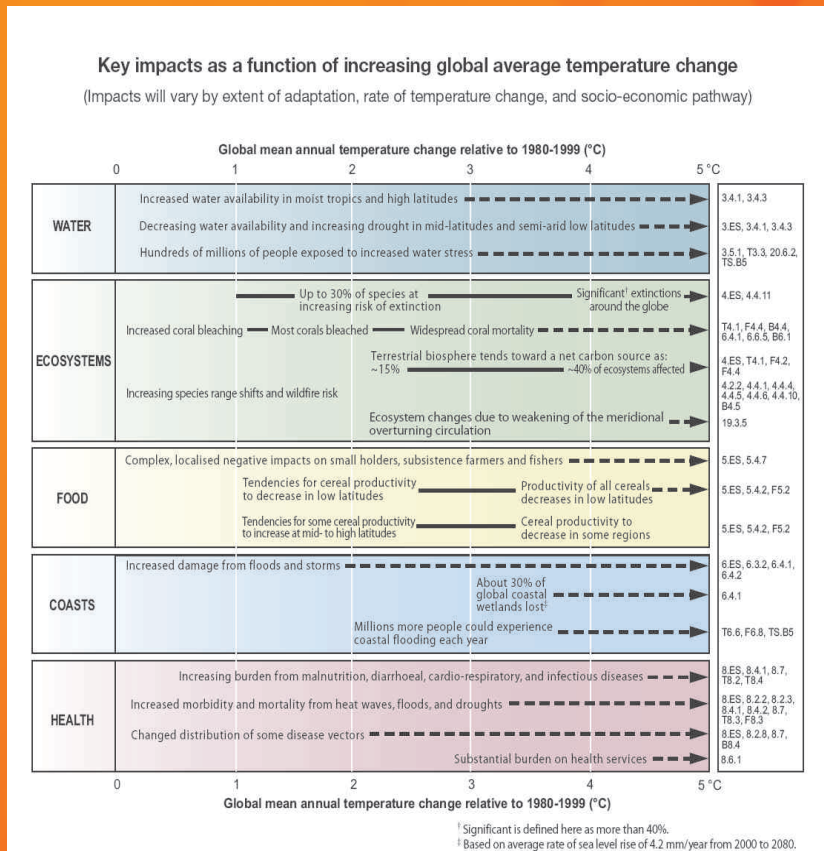 Key impacts as a function of increasing global average temperature change
(Impacts will vary by extent of adaptation, rate of temperature change, and socio-economic pathway)
Global mean annual temperature change relative to 1980-1999 (°C)
0 1 2 3 4 5 °C
WATER
Increased water availability in moist tropics and high latitudes
3.4.1, 3.4.3
Decreasing water availability and increasing drought in mid-latitudes and semi-arid low latitudes
3.ES, 3.4.1, 3.4.3
Hundreds of millions of people exposed to increased water stress
3.5.1, T3.3, 20.6.2,
TS.B5
ECOSYSTEMS
Up to 30% of species at
increasing risk of extinction
Significant† extinctions
around the globe
4.ES, 4.4.11
Increased coral bleaching Most corals bleached Widespread coral mortality
T4.1, F4.4, B4.4,
6.4.1, 6.6.5, B6.1
Terrestrial biosphere tends toward a net carbon source as:
~15% ~40% of ecosystems affected
4.ES, T4.1, F4.2,
F4.4
Increasing species range shifts and wildfire risk
4.2.2, 4.4.1, 4.4.4,
4.4.5, 4.4.6, 4.4.10,
B4.5
Ecosystem changes due to weakening of the meridional
overturning circulation
19.3.5
FOOD
Complex, localised negative impacts on small holders, subsistence farmers and fishers
5.ES, 5.4.7
Tendencies for cereal productivity
to decrease in low latitudes
Productivity of all cereals
decreases in low latitudes
5.ES, 5.4.2, F5.2
Tendencies for some cereal productivity
to increase at mid- to high latitudes
Cereal productivity to
decrease in some regions
5.ES, 5.4.2, F5.2
COASTS
Increased damage from floods and storms
6.ES, 6.3.2, 6.4.1,
6.4.2
About 30% of
global coastal
wetlands lost‡
6.4.1
Millions more people could experience
coastal flooding each year
T6.6, F6.8, TS.B5
HEALTH
Increasing burden from malnutrition, diarrhoeal, cardio-respiratory, and infectious diseases
8.ES, 8.4.1, 8.7,
T8.2, T8.4
Increased morbidity and mortality from heat waves, floods, and droughts
8.ES, 8.2.2, 8.2.3,
8.4.1, 8.4.2, 8.7,
T8.3, F8.3
Changed distribution of some disease vectors
8.ES, 8.2.8, 8.7,
B8.4
Substantial burden on health services
8.6.1
0 1 2 3 4 5 °C
Global mean annual temperature change relative to 1980-1999 (°C)
† Significant is defined here as more than 40%.
‡ Based on average rate of sea level rise of 4.2 mm/year from 2000 to 2080.